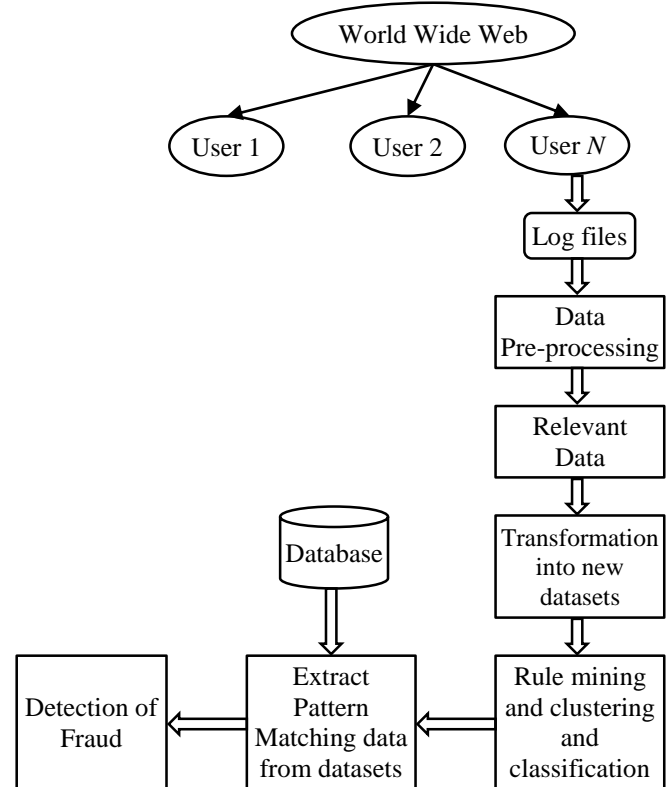 World Wide Web
User 1
User 2
User N
Log files
Data
Pre-processing
Relevant
Data
Transformation
into new
datasets
Database
Detection of
Fraud
Extract
Pattern
Matching data
from datasets
Rule mining
and clustering
and
classification